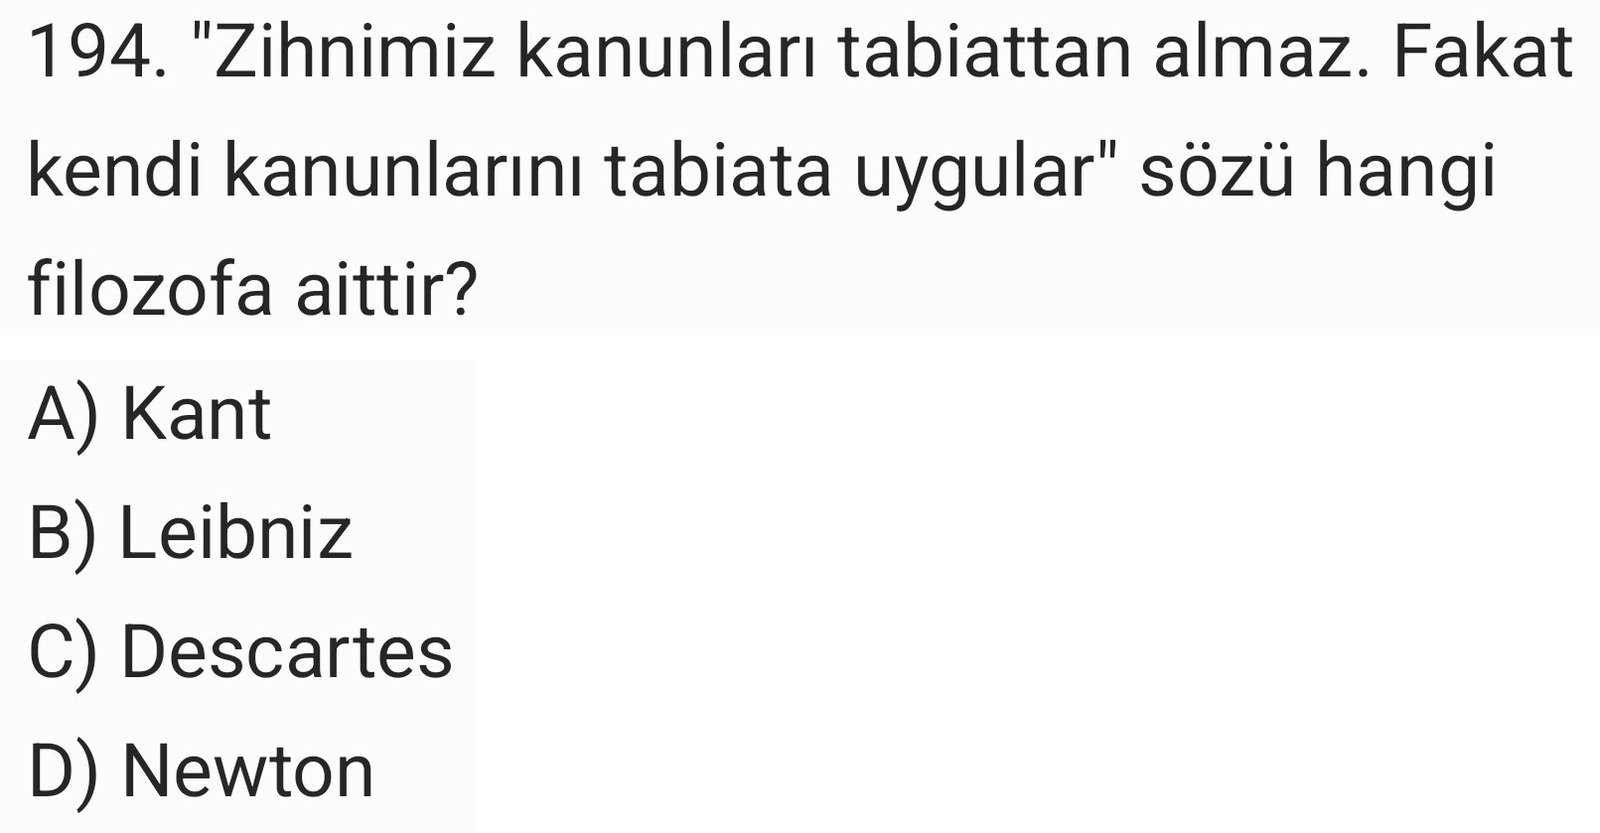 194. "Zihnimiz kanunları tabiattan almaz. Fakat
kendi kanunlarını tabiata uygular" sözü hangi
filozofa aittir?
A) Kant
B) Leibniz
C) Descartes
D) Newton